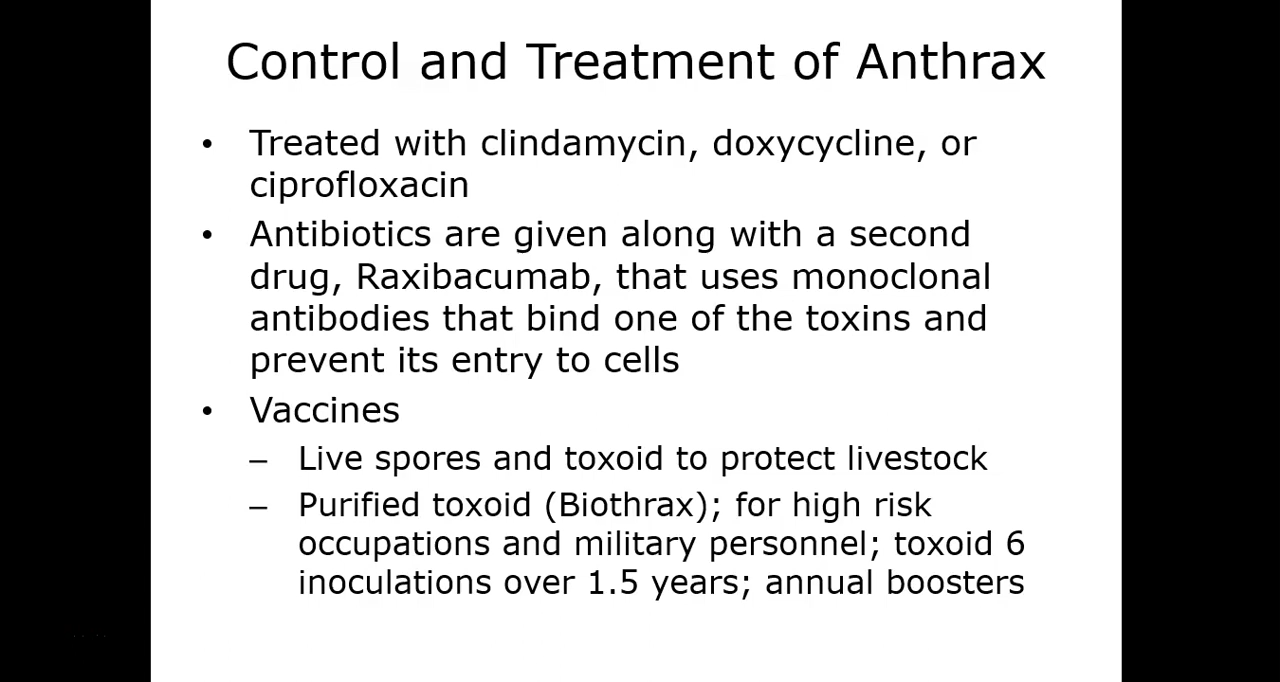 Control and Treatment of Anthrax
• Treated with clindamycin, doxycycline, or
ciprofloxacin
• Antibiotics are given along with a second
drug, Raxibacumab, that uses monoclonal
antibodies that bind one of the toxins and
prevent its entry to cells
• Vaccines
– Live spores and toxoid to protect livestock
– Purified toxoid (Biothrax); for high risk
occupations and military personnel; toxoid 6
inoculations over 1.5 years; annual boosters